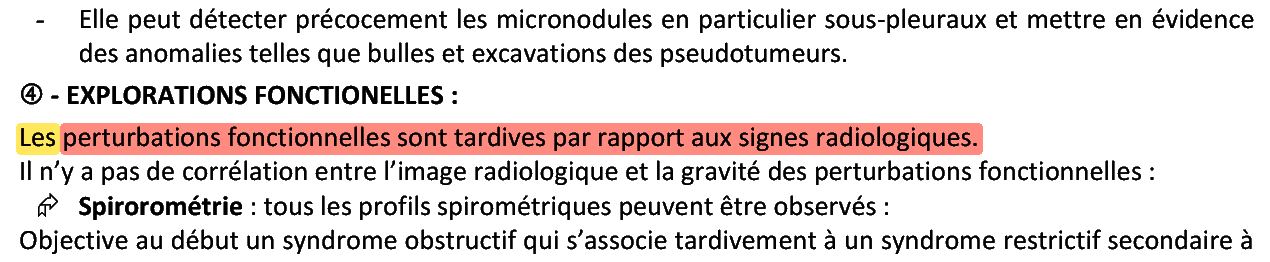 - Elle peut détecter précocement les micronodules en particulier sous-pleuraux et mettre en évidence
des anomalies telles que bulles et excavations des pseudotumeurs.
④ - EXPLORATIONS FONCTIONELLES :
Les perturbations fonctionnelles sont tardives par rapport aux signes radiologiques.
Il n’y a pas de corrélation entre l’image radiologique et la gravité des perturbations fonctionnelles :
Spirorométrie : tous les profils spirométriques peuvent être observés :
Objective au début un syndrome obstructif qui s’associe tardivement à un syndrome restrictif secondaire à